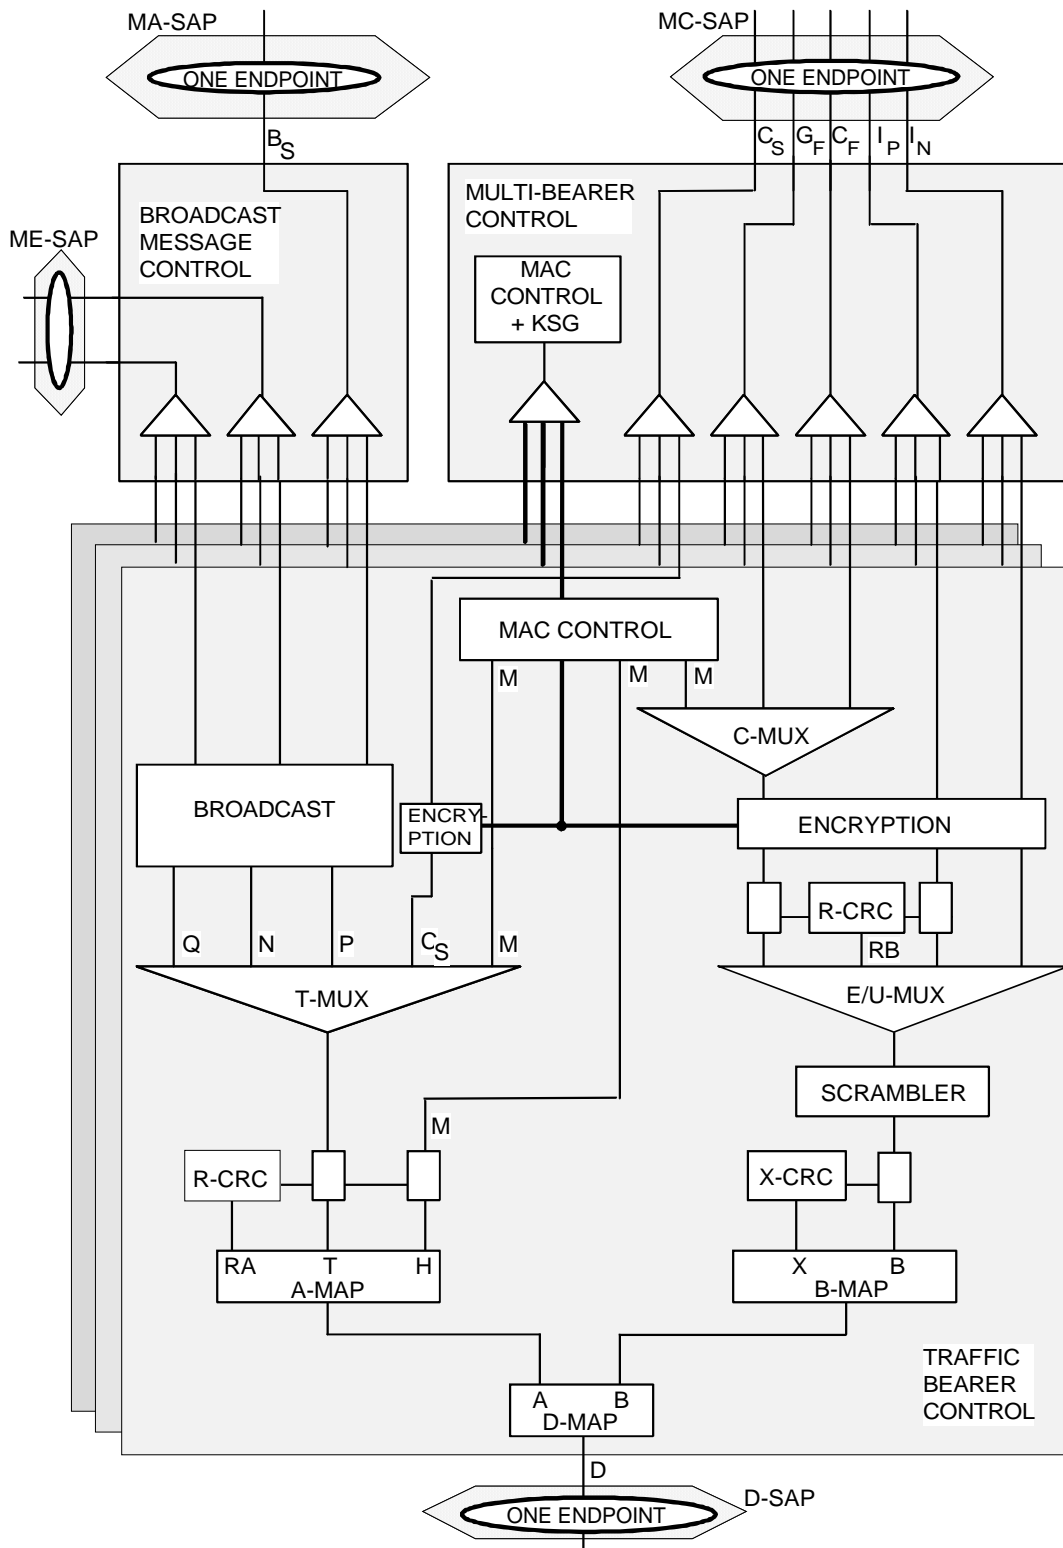 MA-SAP
MC-SAP
ONE ENDPOINT
ONE ENDPOINT
BS
CS
GF
CF
IP
IN
BROADCAST
MESSAGE
CONTROL
MULTI-BEARER
CONTROL
ME-SAP
MAC
CONTROL
+ KSG
MAC CONTROL
M
M
M
C-MUX
BROADCAST
ENCRY-
PTION
ENCRYPTION
R-CRC
Q
N
P
CS
M
RB
T-MUX
E/U-MUX
SCRAMBLER
M
R-CRC
X-CRC
RA
T
H
A-MAP
X
B
B-MAP
TRAFFIC
BEARER
CONTROL
A
B
D-MAP
D
D-SAP
ONE ENDPOINT